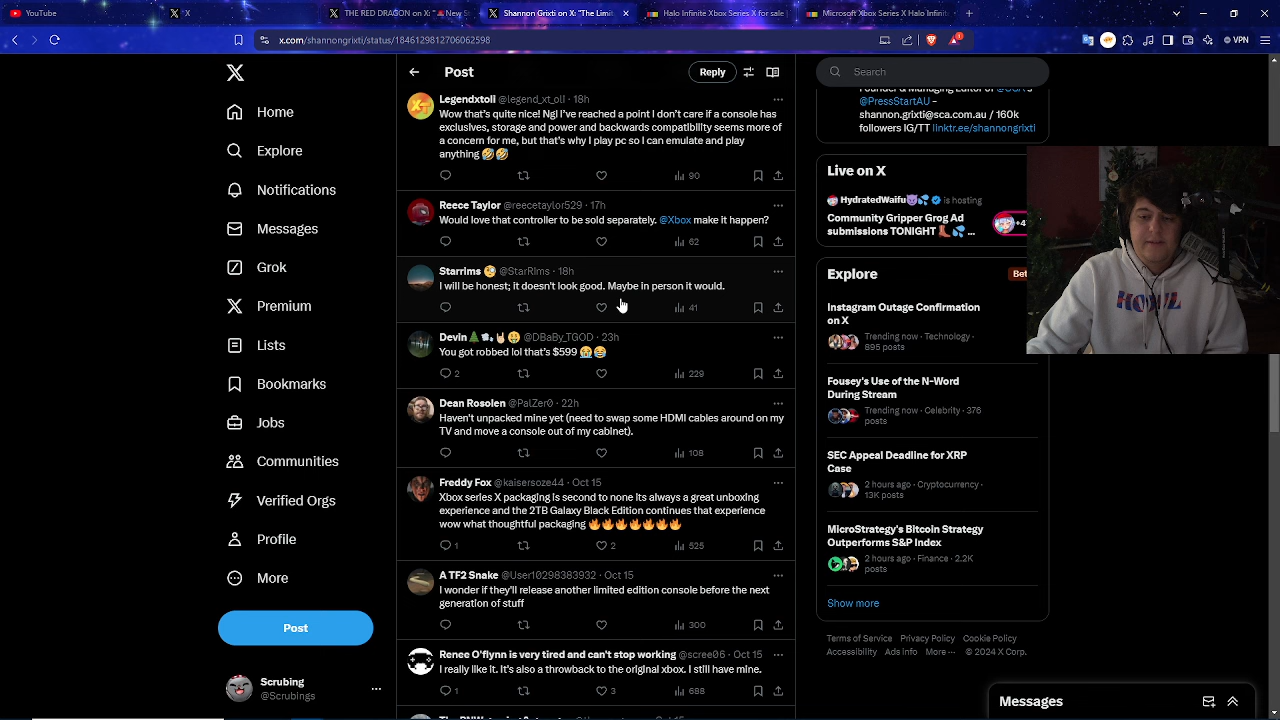 YouTube
X
THE RED DRAGON on X: "🔺New S
Shannon Grixti on X: "The Limit
Halo Infinite Xbox Series X for sale |
Microsoft Xbox Series X Halo Infinit
x.com/shannongrixti/status/1846129812706062598
VPN
Home
Explore
Notifications
Messages
Grok
Premium
Lists
Bookmarks
Jobs
Communities
Verified Orgs
Profile
More
Post
Scrubing
@Scrubings
Post
Reply
Legendxtoli @legend_xt_oli · 18h
Wow that's quite nice! Ngl I've reached a point I don't care if a console has
exclusives, storage and power and backwards compatibility seems more of
a concern for me, but that's why I play pc so I can emulate and play
anything 🤣🤣
90
Reece Taylor @reecetaylor529 · 17h
Would love that controller to be sold separately. @Xbox make it happen?
62
Starrims 🧐 @StarRims · 18h
I will be honest; it doesn't look good. Maybe in person it would.
41
Devin @DBaBy_TGOD · 23h
You got robbed lol that's $599 😭😂
2 229
Dean Rosolen @PalZer0 · 22h
Haven't unpacked mine yet (need to swap some HDMI cables around on my
TV and move a console out of my cabinet).
108
Freddy Fox @kaisersoze44 · Oct 15
Xbox series X packaging is second to none its always a great unboxing
experience and the 2TB Galaxy Black Edition continues that experience
wow what thoughtful packaging 🔥🔥🔥🔥🔥🔥🔥
1 2 525
A TF2 Snake @User10298383932 · Oct 15
I wonder if they'll release another limited edition console before the next
generation of stuff
300
Renee O'flynn is very tired and can't stop working @scree06 · Oct 15
I really like it. It's also a throwback to the original xbox. I still have mine.
1 3 688
Search
@PressStartAU –
shannon.grixti@sca.com.au / 160k
followers IG/TT linktr.ee/shannongrixti
Live on X
HydratedWaifu😈💦 is hosting
Community Gripper Grog Ad
submissions TONIGHT 👢💦 ...
+4
Explore
Bet
Instagram Outage Confirmation
on X
Trending now · Technology ·
695 posts
Fousey's Use of the N-Word
During Stream
Trending now · Celebrity · 376
posts
SEC Appeal Deadline for XRP
Case
2 hours ago · Cryptocurrency ·
13K posts
MicroStrategy's Bitcoin Strategy
Outperforms S&P Index
2 hours ago · Finance · 2.2K
posts
Show more
Terms of Service Privacy Policy Cookie Policy
Accessibility Ads info More ··· © 2024 X Corp.
Messages